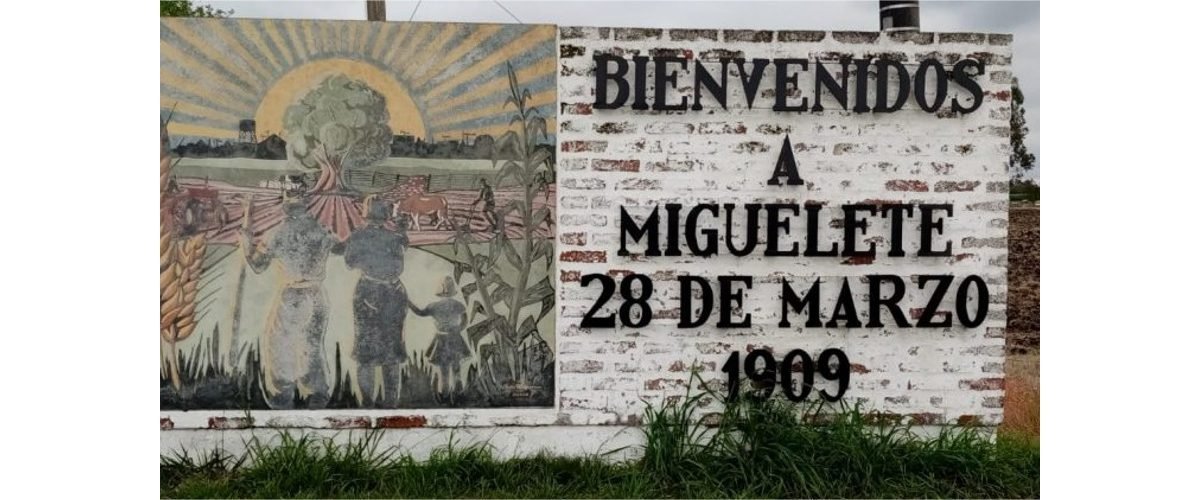 BIENVENIDOS
A
MIGUELETE
28 DE MARZO
1909